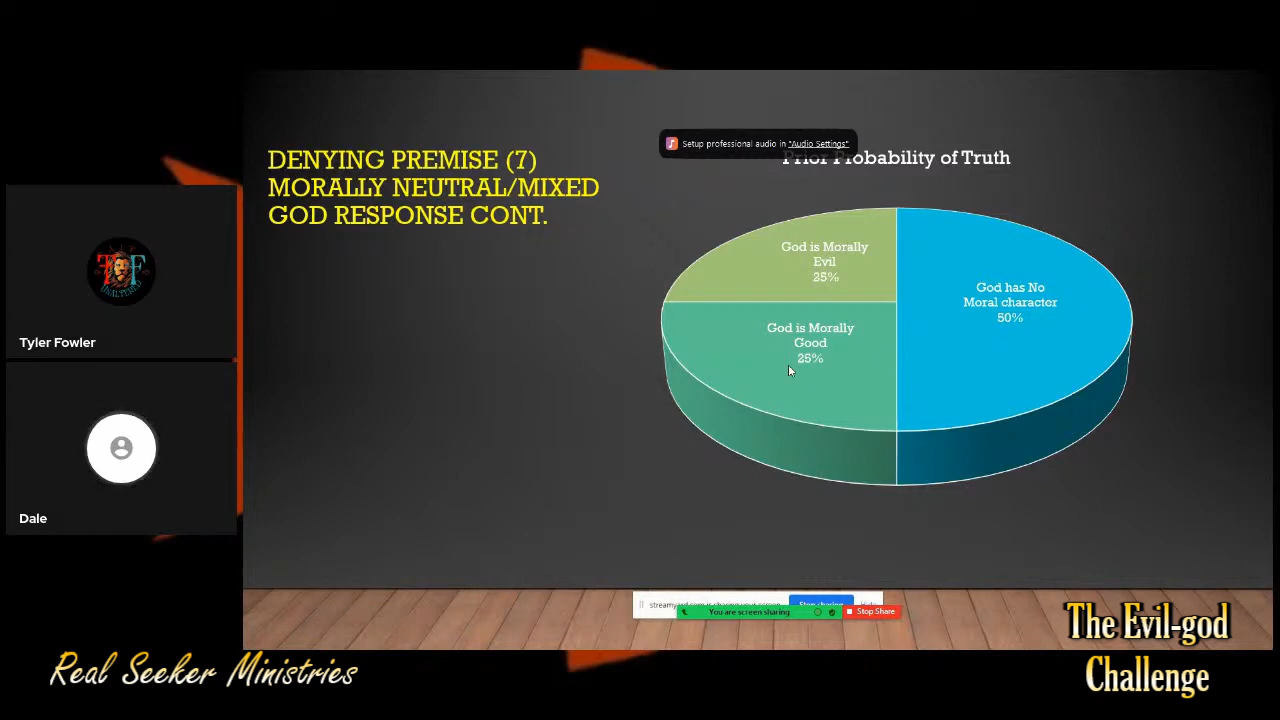 DENYING PREMISE (7)
MORALLY NEUTRAL/MIXED
GOD RESPONSE CONT.
Setup professional audio in "Audio Settings"
Prior Probability of Truth
God is Morally
Evil
25%
God has No
Moral character
50%
God is Morally
Good
25%
Tyler Fowler
Dale
You are screen sharing
Stop Share
Real Seeker Ministries
The Evil-god
Challenge